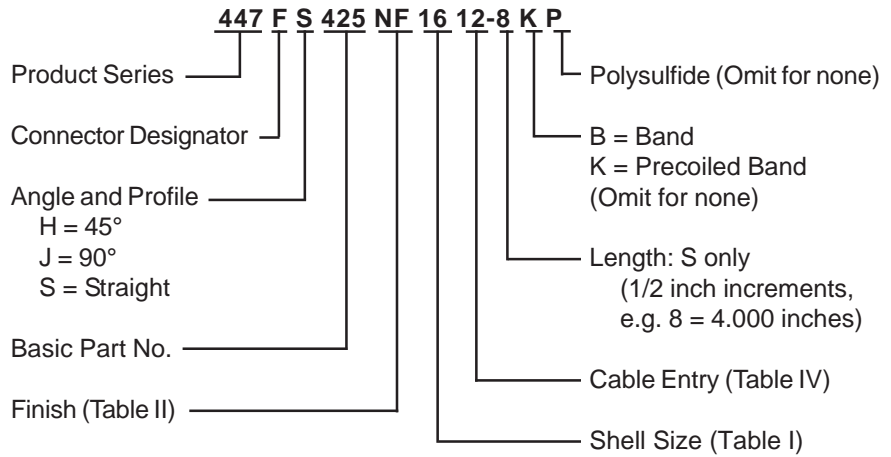 447 F S 425 NF 16 12-8 K P
Product Series
Connector Designator
Angle and Profile
H = 45°
J = 90°
S = Straight
Basic Part No.
Finish (Table II)
Polysulfide (Omit for none)
B = Band
K = Precoiled Band
(Omit for none)
Length: S only
(1/2 inch increments,
e.g. 8 = 4.000 inches)
Cable Entry (Table IV)
Shell Size (Table I)